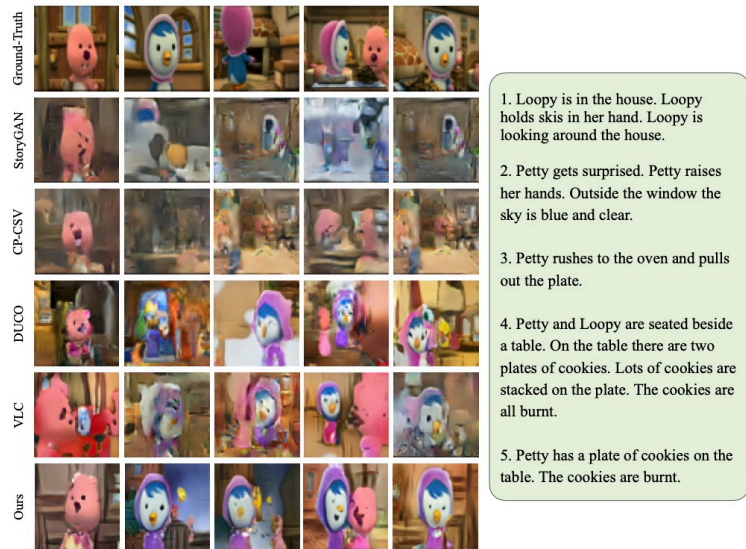 Ground-Truth
StoryGAN
CP-CSV
DUCO
VLC
Ours
1. Loopy is in the house. Loopy
holds skis in her hand. Loopy is
looking around the house.
2. Petty gets surprised. Petty raises
her hands. Outside the window the
sky is blue and clear.
3. Petty rushes to the oven and pulls
out the plate.
4. Petty and Loopy are seated beside
a table. On the table there are two
plates of cookies. Lots of cookies are
stacked on the plate. The cookies are
all burnt.
5. Petty has a plate of cookies on the
table. The cookies are burnt.